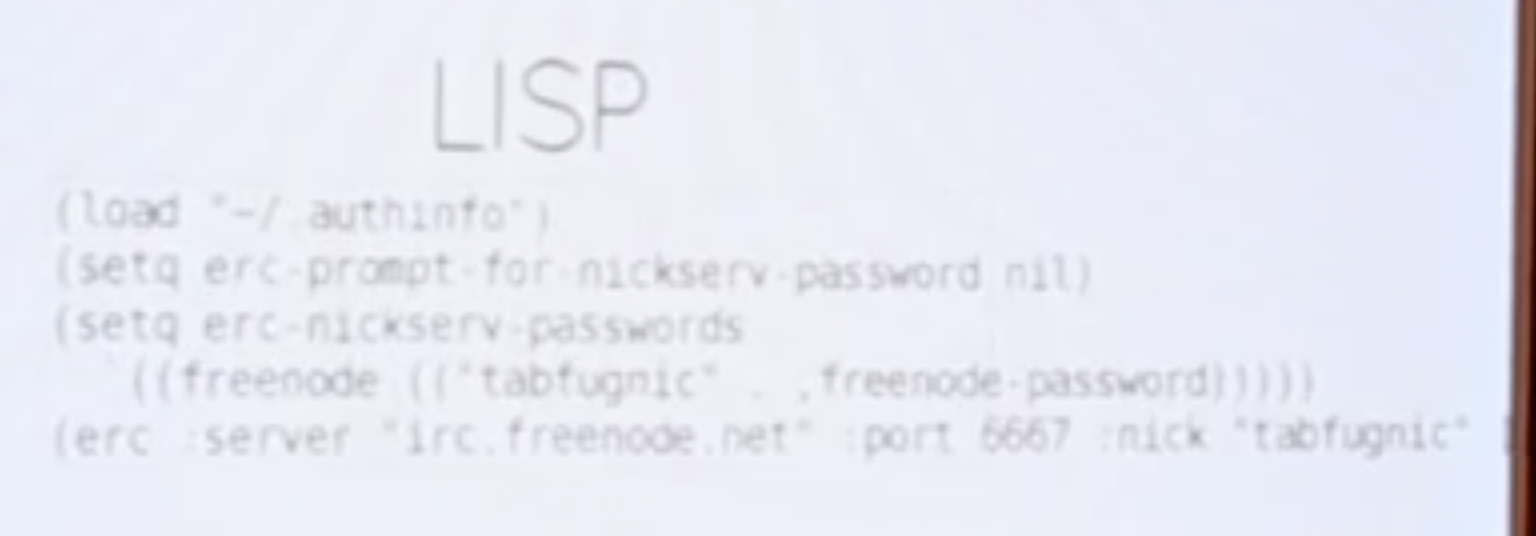 LISP
(load "~/.authinfo")
(setq erc-prompt-for-nickserv-password nil)
(setq erc-nickserv-passwords
`((freenode (("tabfugnic" . ,freenode-password)))))
(erc :server "irc.freenode.net" :port 6667 :nick "tabfugnic"